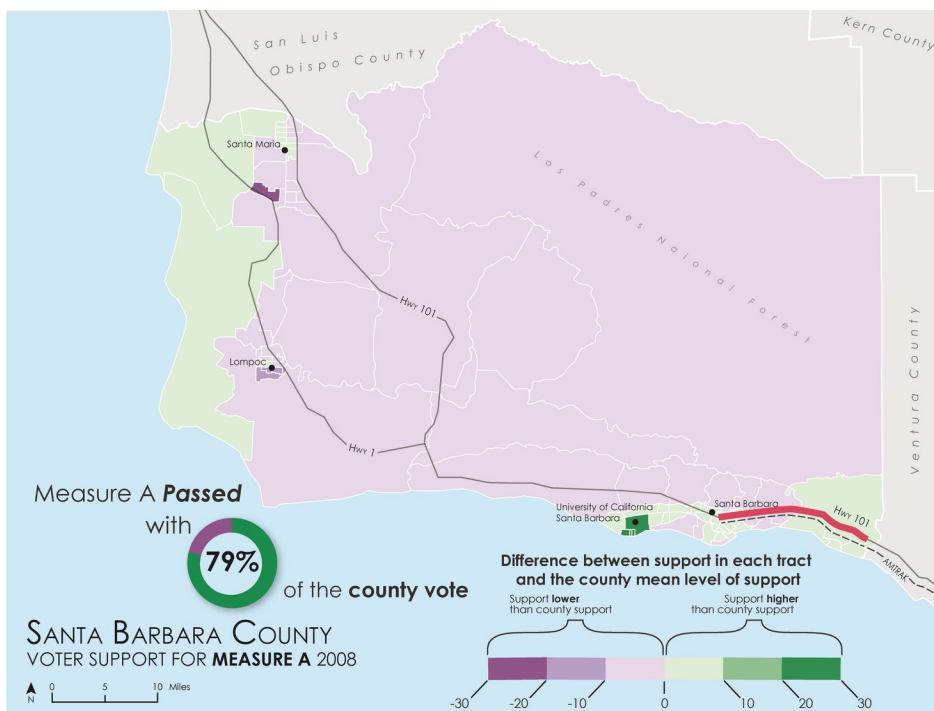 San Luis
Obispo County
Kern County
Santa Maria
Los Padres Naional Forest
Hwy 101
Ventura County
Lompoc
Hwy 1
University of California
Santa Barbara
Santa Barbara
Hwy 101
AMTRAK
Measure A Passed
with
79%
of the county vote
Difference between support in each tract
and the county mean level of support
Support lower
than county support
Support higher
than county support
SANTA BARBARA COUNTY
VOTER SUPPORT FOR MEASURE A 2008
N
0 5 10 Miles
-30 -20 -10 0 10 20 30